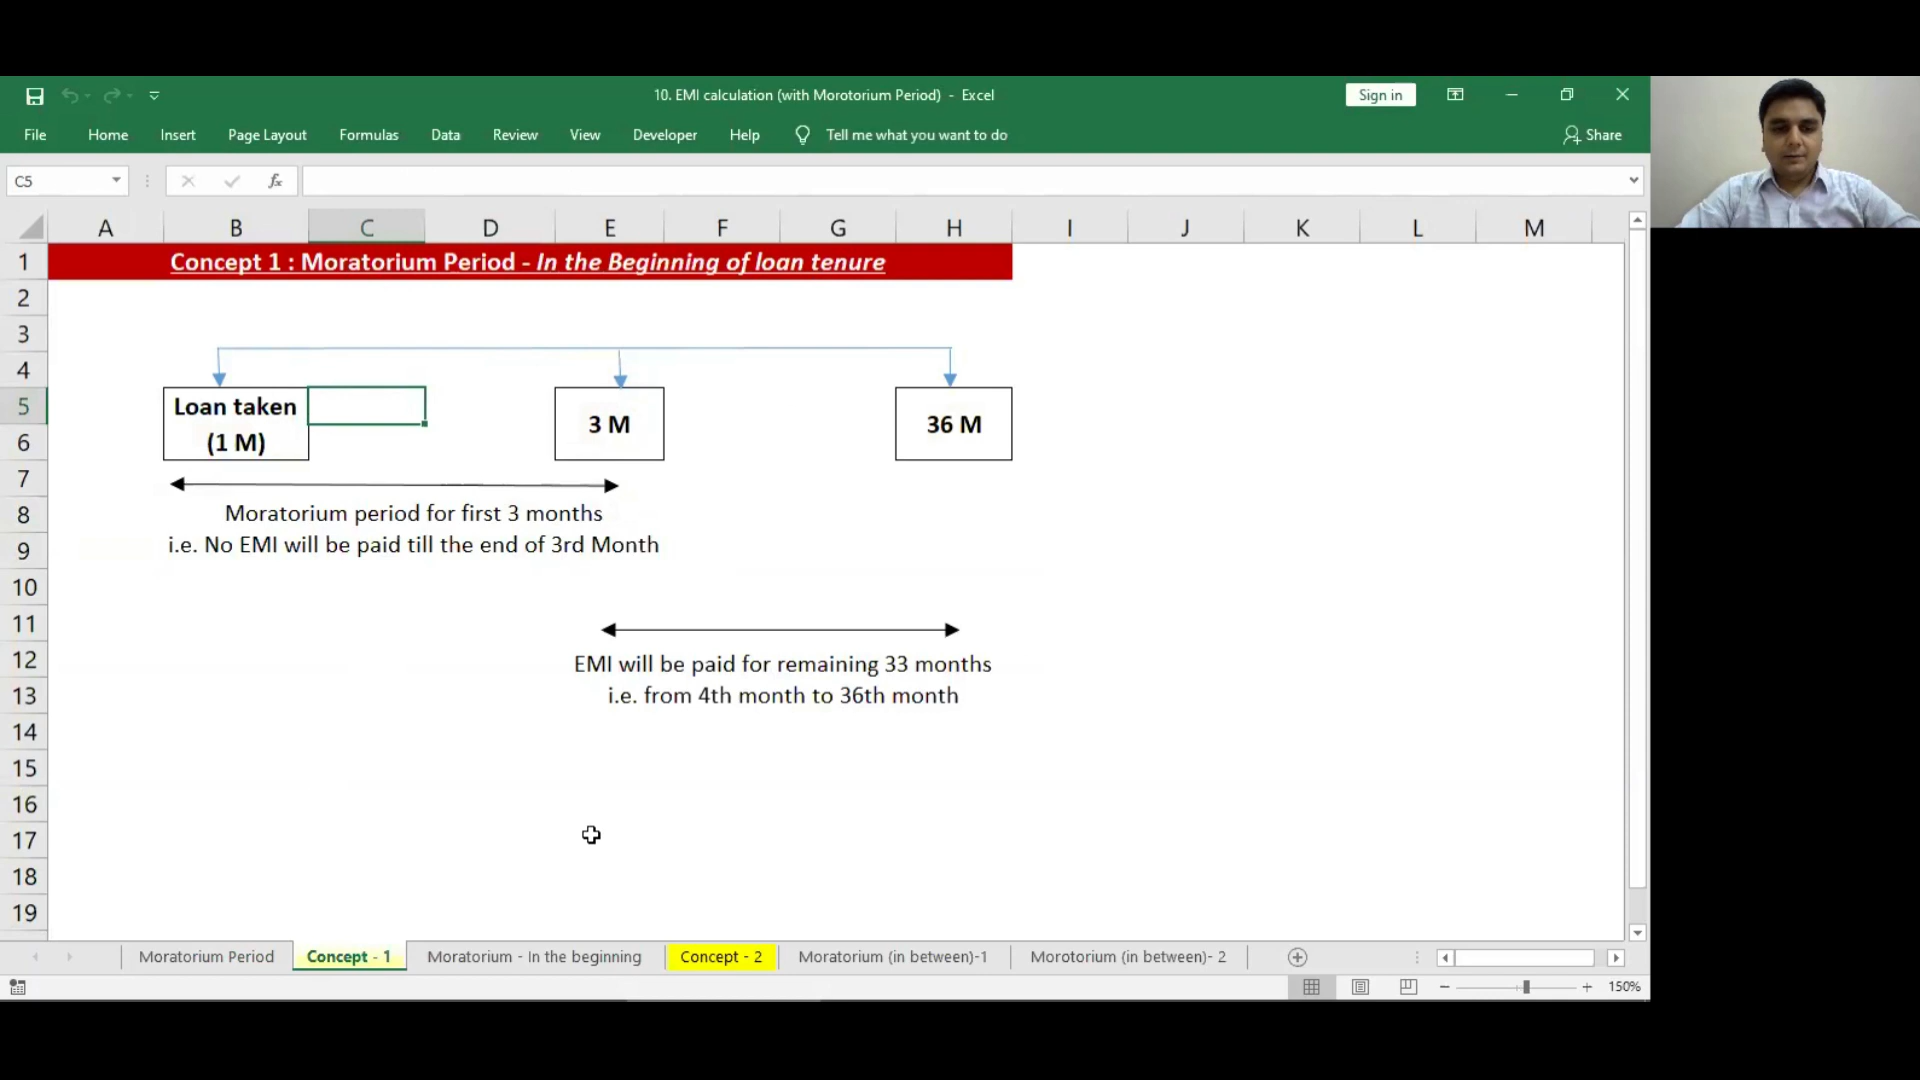 10. EMI calculation (with Morotorium Period) - Excel
Sign in
File Home Insert Page Layout Formulas Data Review View Developer Help Tell me what you want to do Share
C5 fx
A B C D E F G H I J K L M
1 Concept 1 : Moratorium Period - In the Beginning of loan tenure
2
3
4
5 Loan taken
6 (1 M) 3 M 36 M
7
8 Moratorium period for first 3 months
9 i.e. No EMI will be paid till the end of 3rd Month
10
11
12 EMI will be paid for remaining 33 months
13 i.e. from 4th month to 36th month
14
15
16
17
18
19
Moratorium Period Concept - 1 Moratorium - In the beginning Concept - 2 Moratorium (in between)-1 Morotorium (in between)- 2
150%